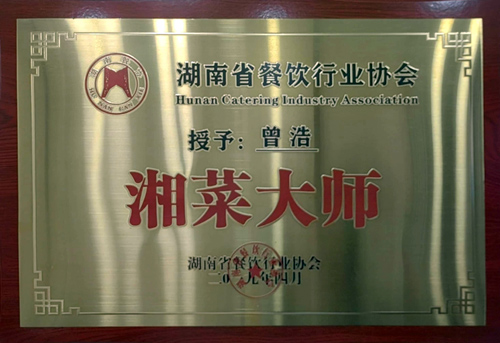 湖南省餐饮行业协会
Hunan Catering Industry Association
授予：曾浩
湘菜大师
湖南省餐饮行业协会
二〇一九年四月